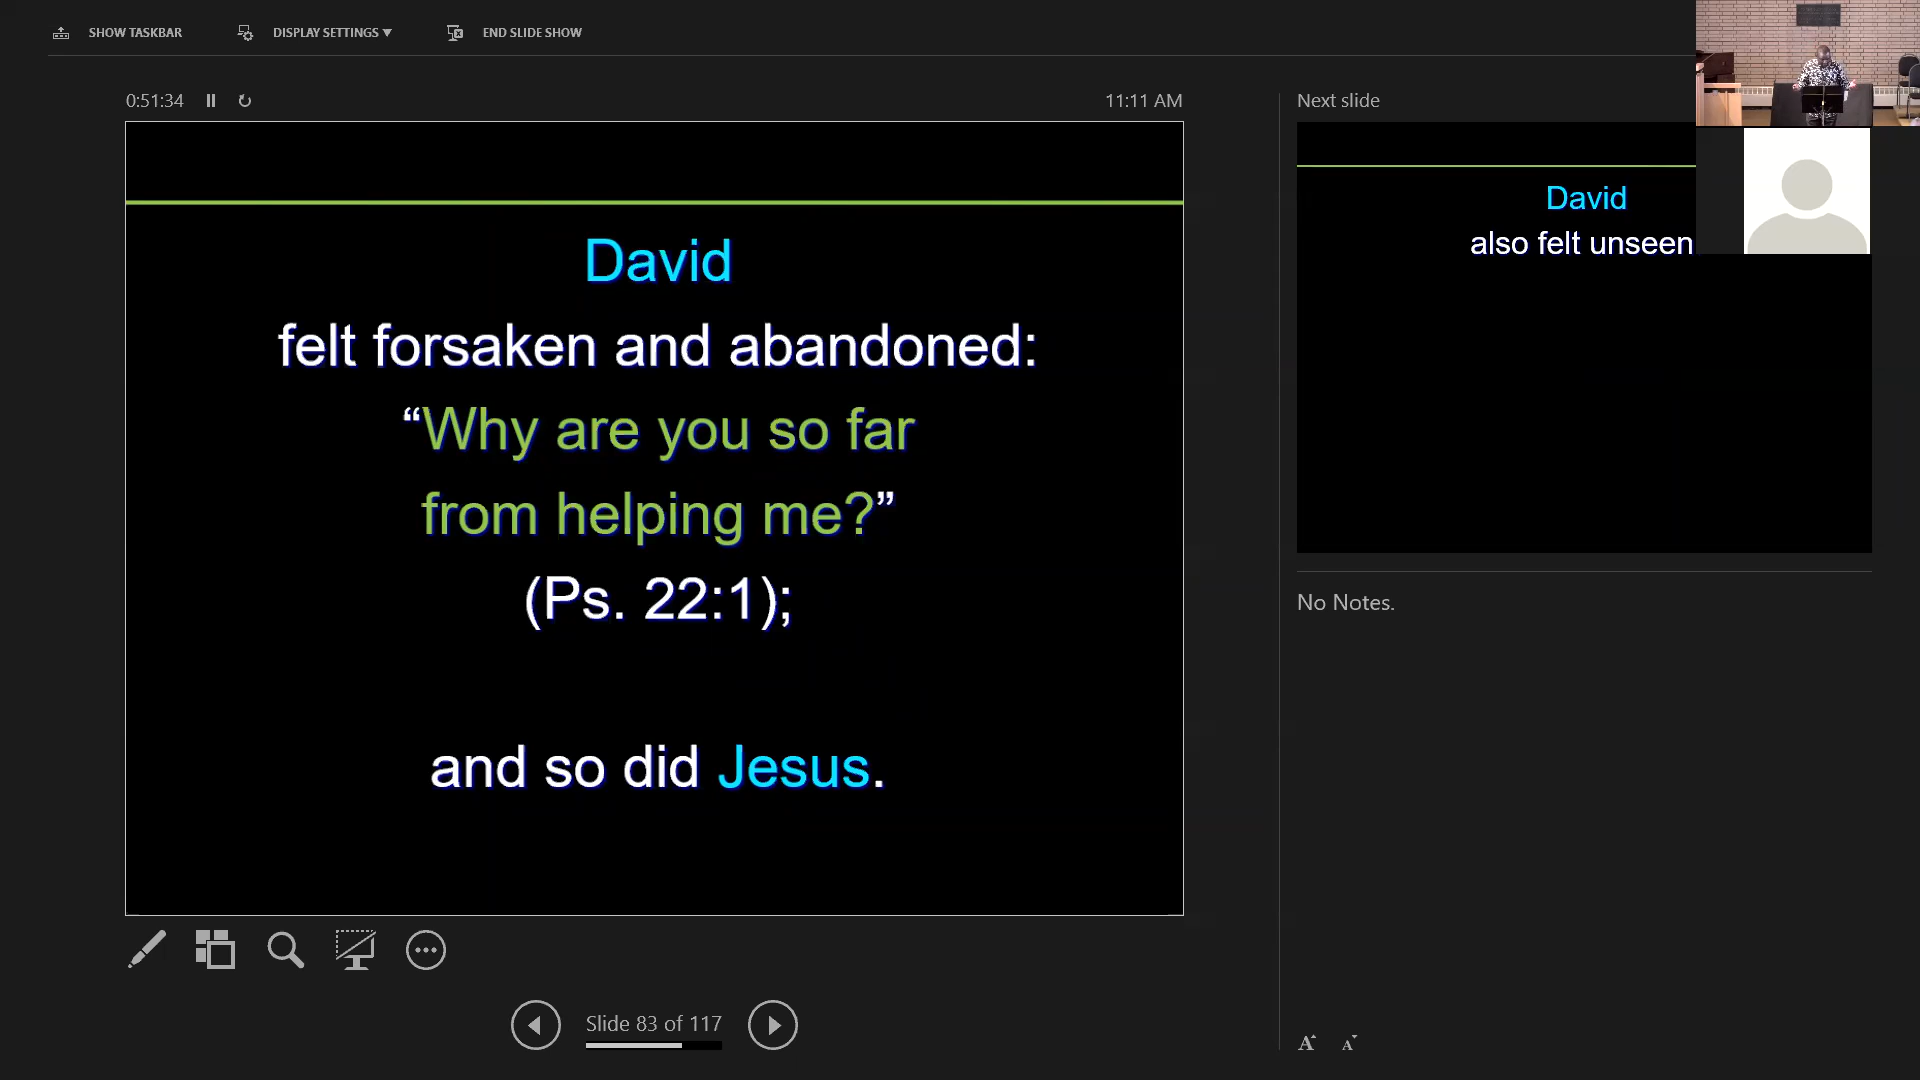 SHOW TASKBAR
DISPLAY SETTINGS ▼
END SLIDE SHOW
0:51:34
11:11 AM
David
felt forsaken and abandoned:
“Why are you so far
from helping me?”
(Ps. 22:1);
and so did Jesus.
Slide 83 of 117
Next slide
David
also felt unseen
No Notes.
A A